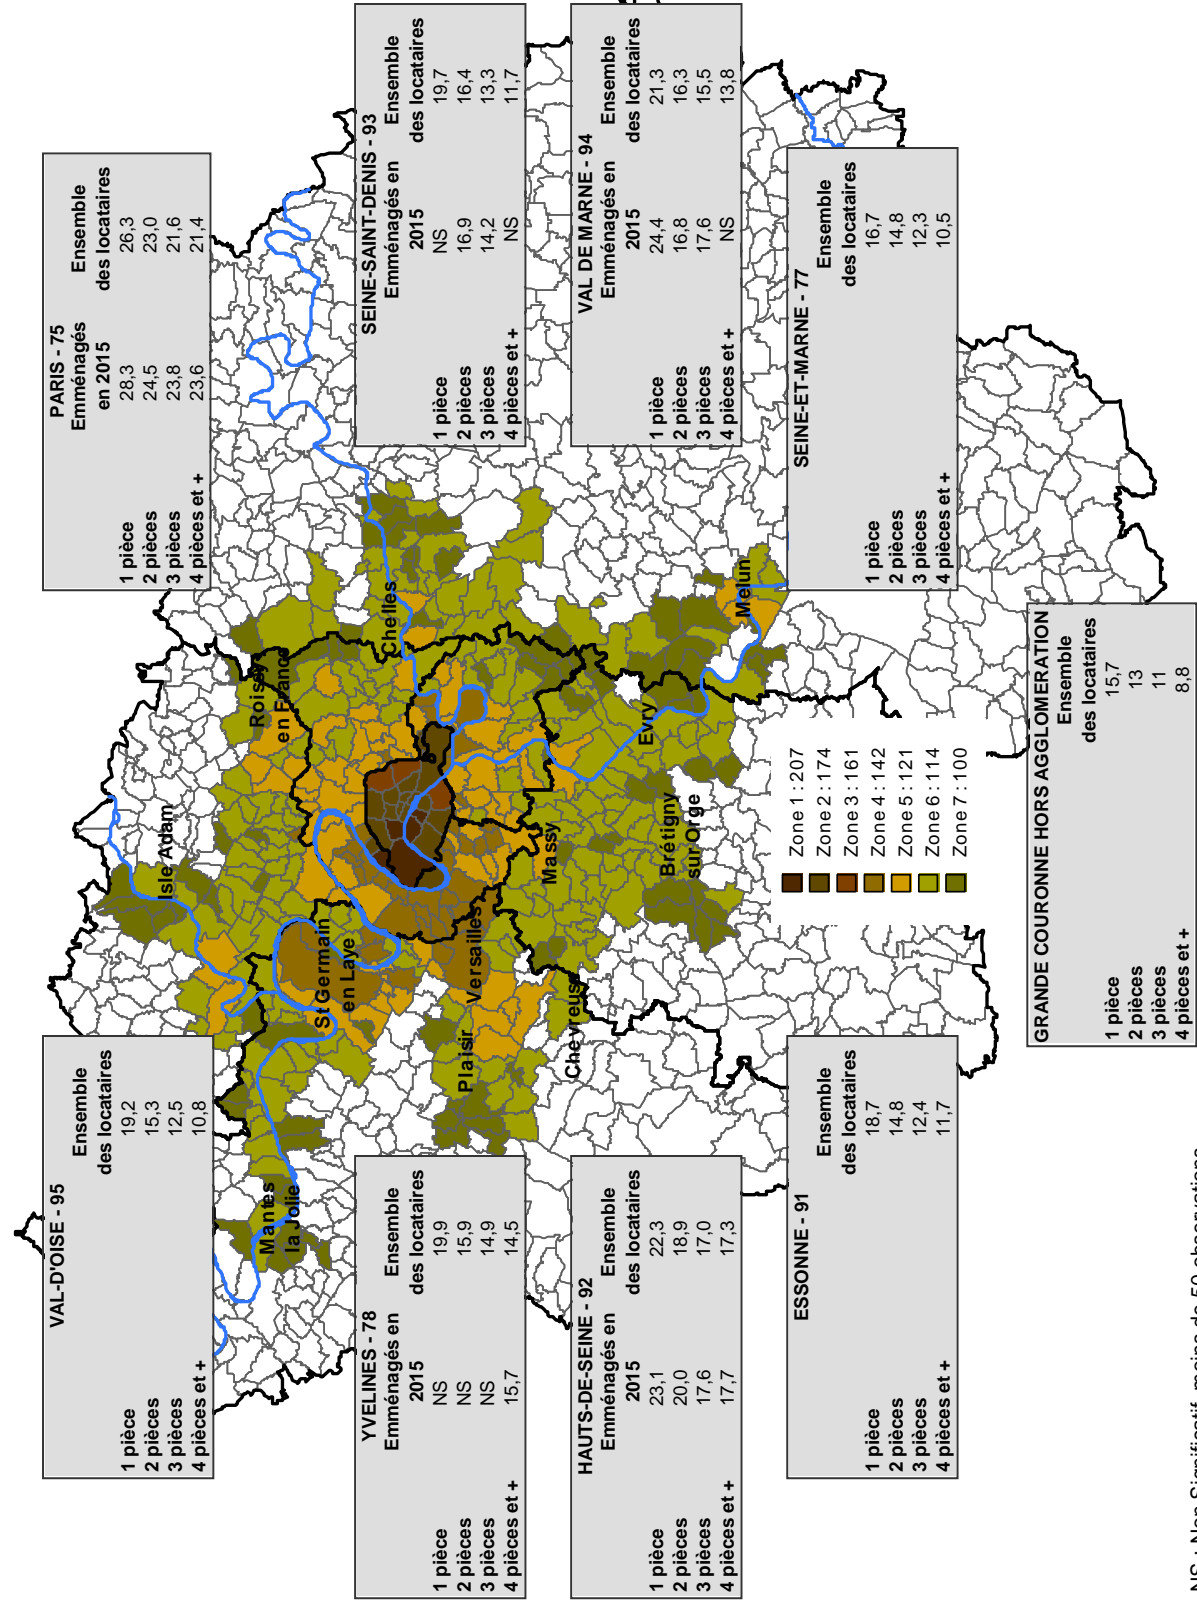 VAL-D'OISE - 95
Ensemble
des locataires
1 pièce 19,2
2 pièces 15,3
3 pièces 12,5
4 pièces et + 10,8
PARIS - 75
Emménagés Ensemble
en 2015 des locataires
1 pièce 28,3 26,3
2 pièces 24,5 23,0
3 pièces 23,8 21,6
4 pièces et + 23,6 21,4
YVELINES - 78
Emménagés en Ensemble
2015 des locataires
1 pièce NS 19,9
2 pièces NS 15,9
3 pièces NS 14,9
4 pièces et + 15,7 14,5
SEINE-SAINT-DENIS - 93
Emménagés en Ensemble
2015 des locataires
1 pièce NS 19,7
2 pièces 16,9 16,4
3 pièces 14,2 13,3
4 pièces et + NS 11,7
HAUTS-DE-SEINE - 92
Emménagés en Ensemble
2015 des locataires
1 pièce 23,1 22,3
2 pièces 20,0 18,9
3 pièces 17,6 17,0
4 pièces et + 17,7 17,3
VAL DE MARNE - 94
Emménagés en Ensemble
2015 des locataires
1 pièce 24,4 21,3
2 pièces 16,8 16,3
3 pièces 17,6 15,5
4 pièces et + NS 13,8
ESSONNE - 91
Ensemble
des locataires
1 pièce 18,7
2 pièces 14,8
3 pièces 12,4
4 pièces et + 11,7
SEINE-ET-MARNE - 77
Ensemble
des locataires
1 pièce 16,7
2 pièces 14,8
3 pièces 12,3
4 pièces et + 10,5
GRANDE COURONNE HORS AGGLOMERATION
Ensemble
des locataires
1 pièce 15,7
2 pièces 13
3 pièces 11
4 pièces et + 8,8
Isle Adam
Roissy
en France
Mantes
la Jolie
St Germain
en Laye
Chelles
Versailles
Plaisir
Massy
Chevreuse
Evry
Brétigny
sur Orge
Melun
Zone 1 : 207
Zone 2 : 174
Zone 3 : 161
Zone 4 : 142
Zone 5 : 121
Zone 6 : 114
Zone 7 : 100
NS : Non Significatif, moins de 50 observations